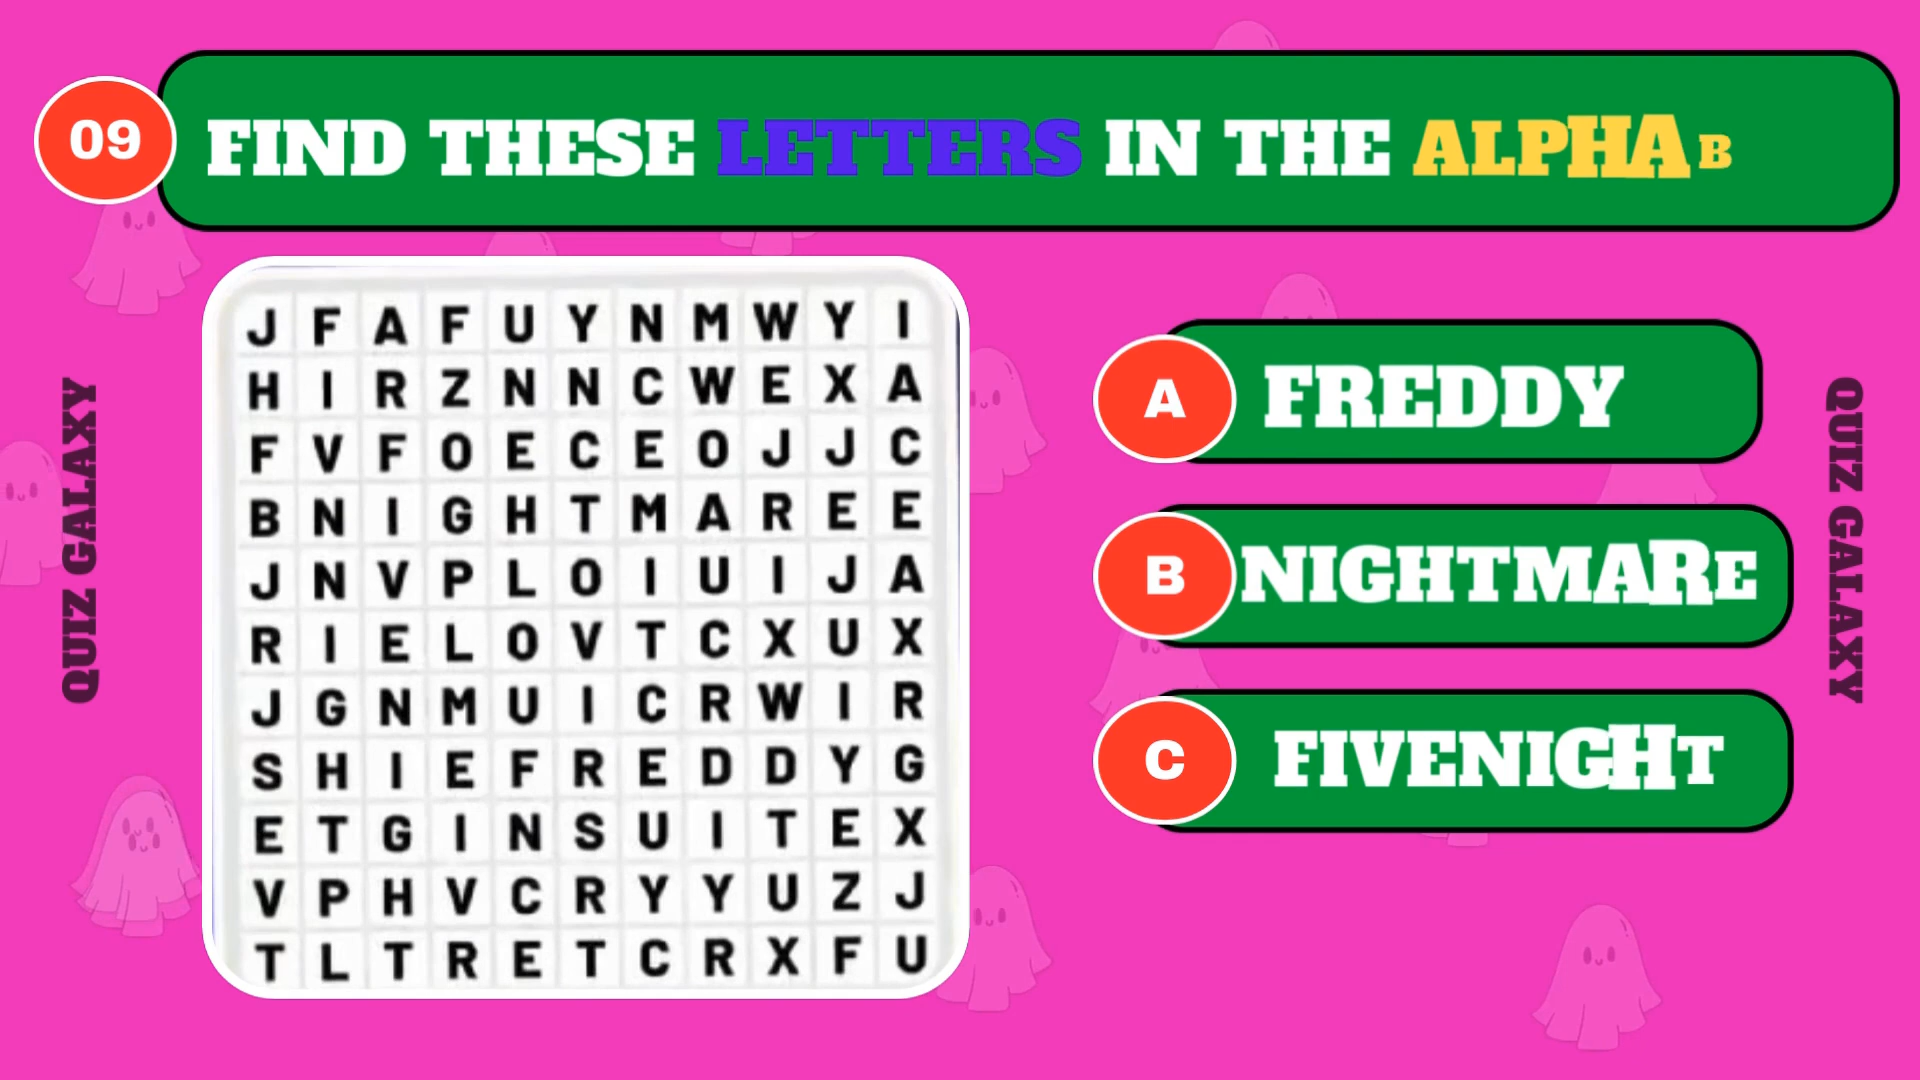 09
FIND THESE LETTERS IN THE ALPHAB
J F A F U Y N M W Y I
H I R Z N N C W E X A
F V F O E C E O J J C
B N I G H T M A R E E
J N V P L O I U I J A
R I E L O V T C X U X
J G N M U I C R W I R
S H I E F R E D D Y G
E T G I N S U I T E X
V P H V C R Y Y U Z J
T L T R E T C R X F U
A FREDDY
B NIGHTMARE
C FIVENIGHT
QUIZ GALAXY
QUIZ GALAXY